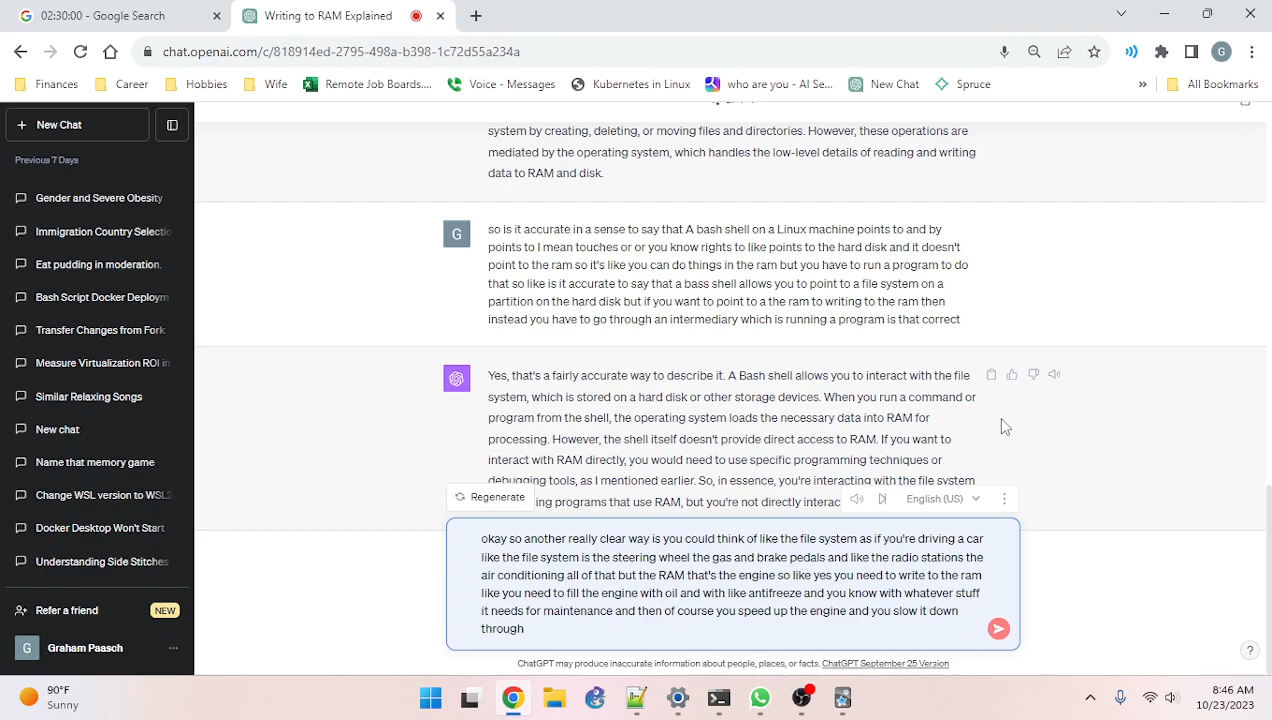 02:30:00 - Google Search
Writing to RAM Explained
chat.openai.com/c/818914ed-2795-498a-b398-1c72d55a234a
Finances
Career
Hobbies
Wife
Remote Job Boards....
Voice - Messages
Kubernetes in Linux
who are you - AI Se...
New Chat
Spruce
»
All Bookmarks
New Chat
Previous 7 Days
Gender and Severe Obesity
Immigration Country Selectio
Eat pudding in moderation.
Bash Script Docker Deploym
Transfer Changes from Fork
Measure Virtualization ROI in
Similar Relaxing Songs
New chat
Name that memory game
Change WSL version to WSL2
Docker Desktop Won't Start
Understanding Side Stitches
Refer a friend
NEW
G
Graham Paasch
system by creating, deleting, or moving files and directories. However, these operations are
mediated by the operating system, which handles the low-level details of reading and writing
data to RAM and disk.
G
so is it accurate in a sense to say that A bash shell on a Linux machine points to and by
points to I mean touches or or you know rights to like points to the hard disk and it doesn't
point to the ram so it's like you can do things in the ram but you have to run a program to do
that so like is it accurate to say that a bass shell allows you to point to a file system on a
partition on the hard disk but if you want to point to a the ram to writing to the ram then
instead you have to go through an intermediary which is running a program is that correct
Yes, that's a fairly accurate way to describe it. A Bash shell allows you to interact with the file
system, which is stored on a hard disk or other storage devices. When you run a command or
program from the shell, the operating system loads the necessary data into RAM for
processing. However, the shell itself doesn't provide direct access to RAM. If you want to
interact with RAM directly, you would need to use specific programming techniques or
debugging tools, as I mentioned earlier. So, in essence, you're interacting with the file system
ing programs that use RAM, but you're not directly interac
Regenerate
English (US)
okay so another really clear way is you could think of like the file system as if you're driving a car
like the file system is the steering wheel the gas and brake pedals and like the radio stations the
air conditioning all of that but the RAM that's the engine so like yes you need to write to the ram
like you need to fill the engine with oil and with like antifreeze and you know with whatever stuff
it needs for maintenance and then of course you speed up the engine and you slow it down
through
ChatGPT may produce inaccurate information about people, places, or facts. ChatGPT September 25 Version
?
90°F
Sunny
8:46 AM
10/23/2023